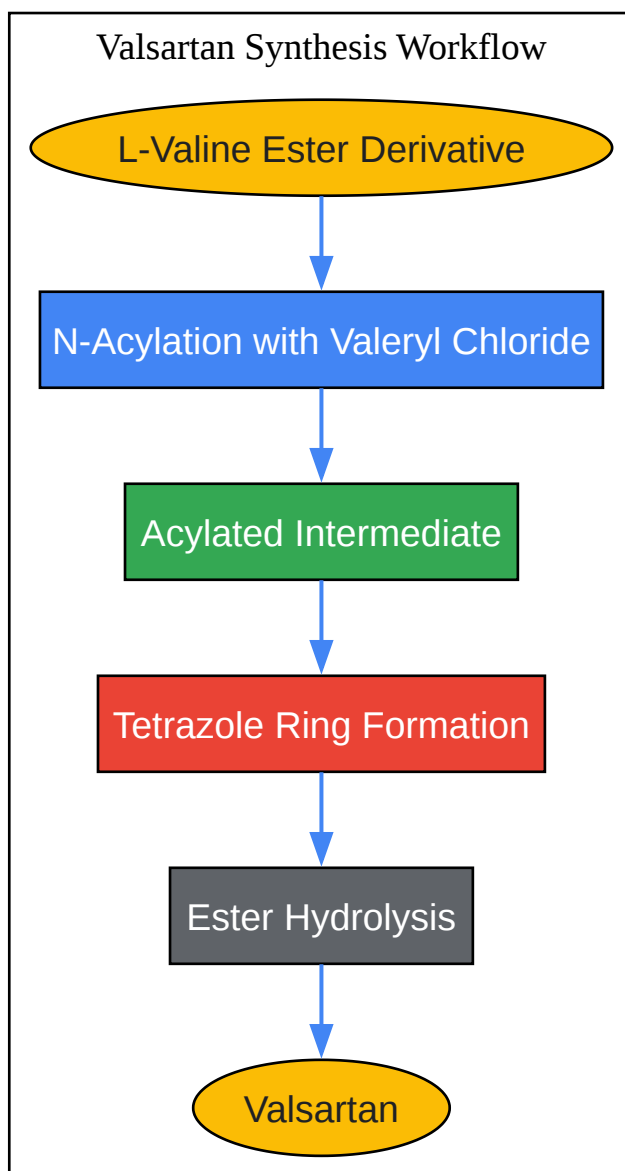 Valsartan Synthesis Workflow
L-Valine Ester Derivative
N-Acylation with Valeryl Chloride
Acylated Intermediate
Tetrazole Ring Formation
Ester Hydrolysis
Valsartan